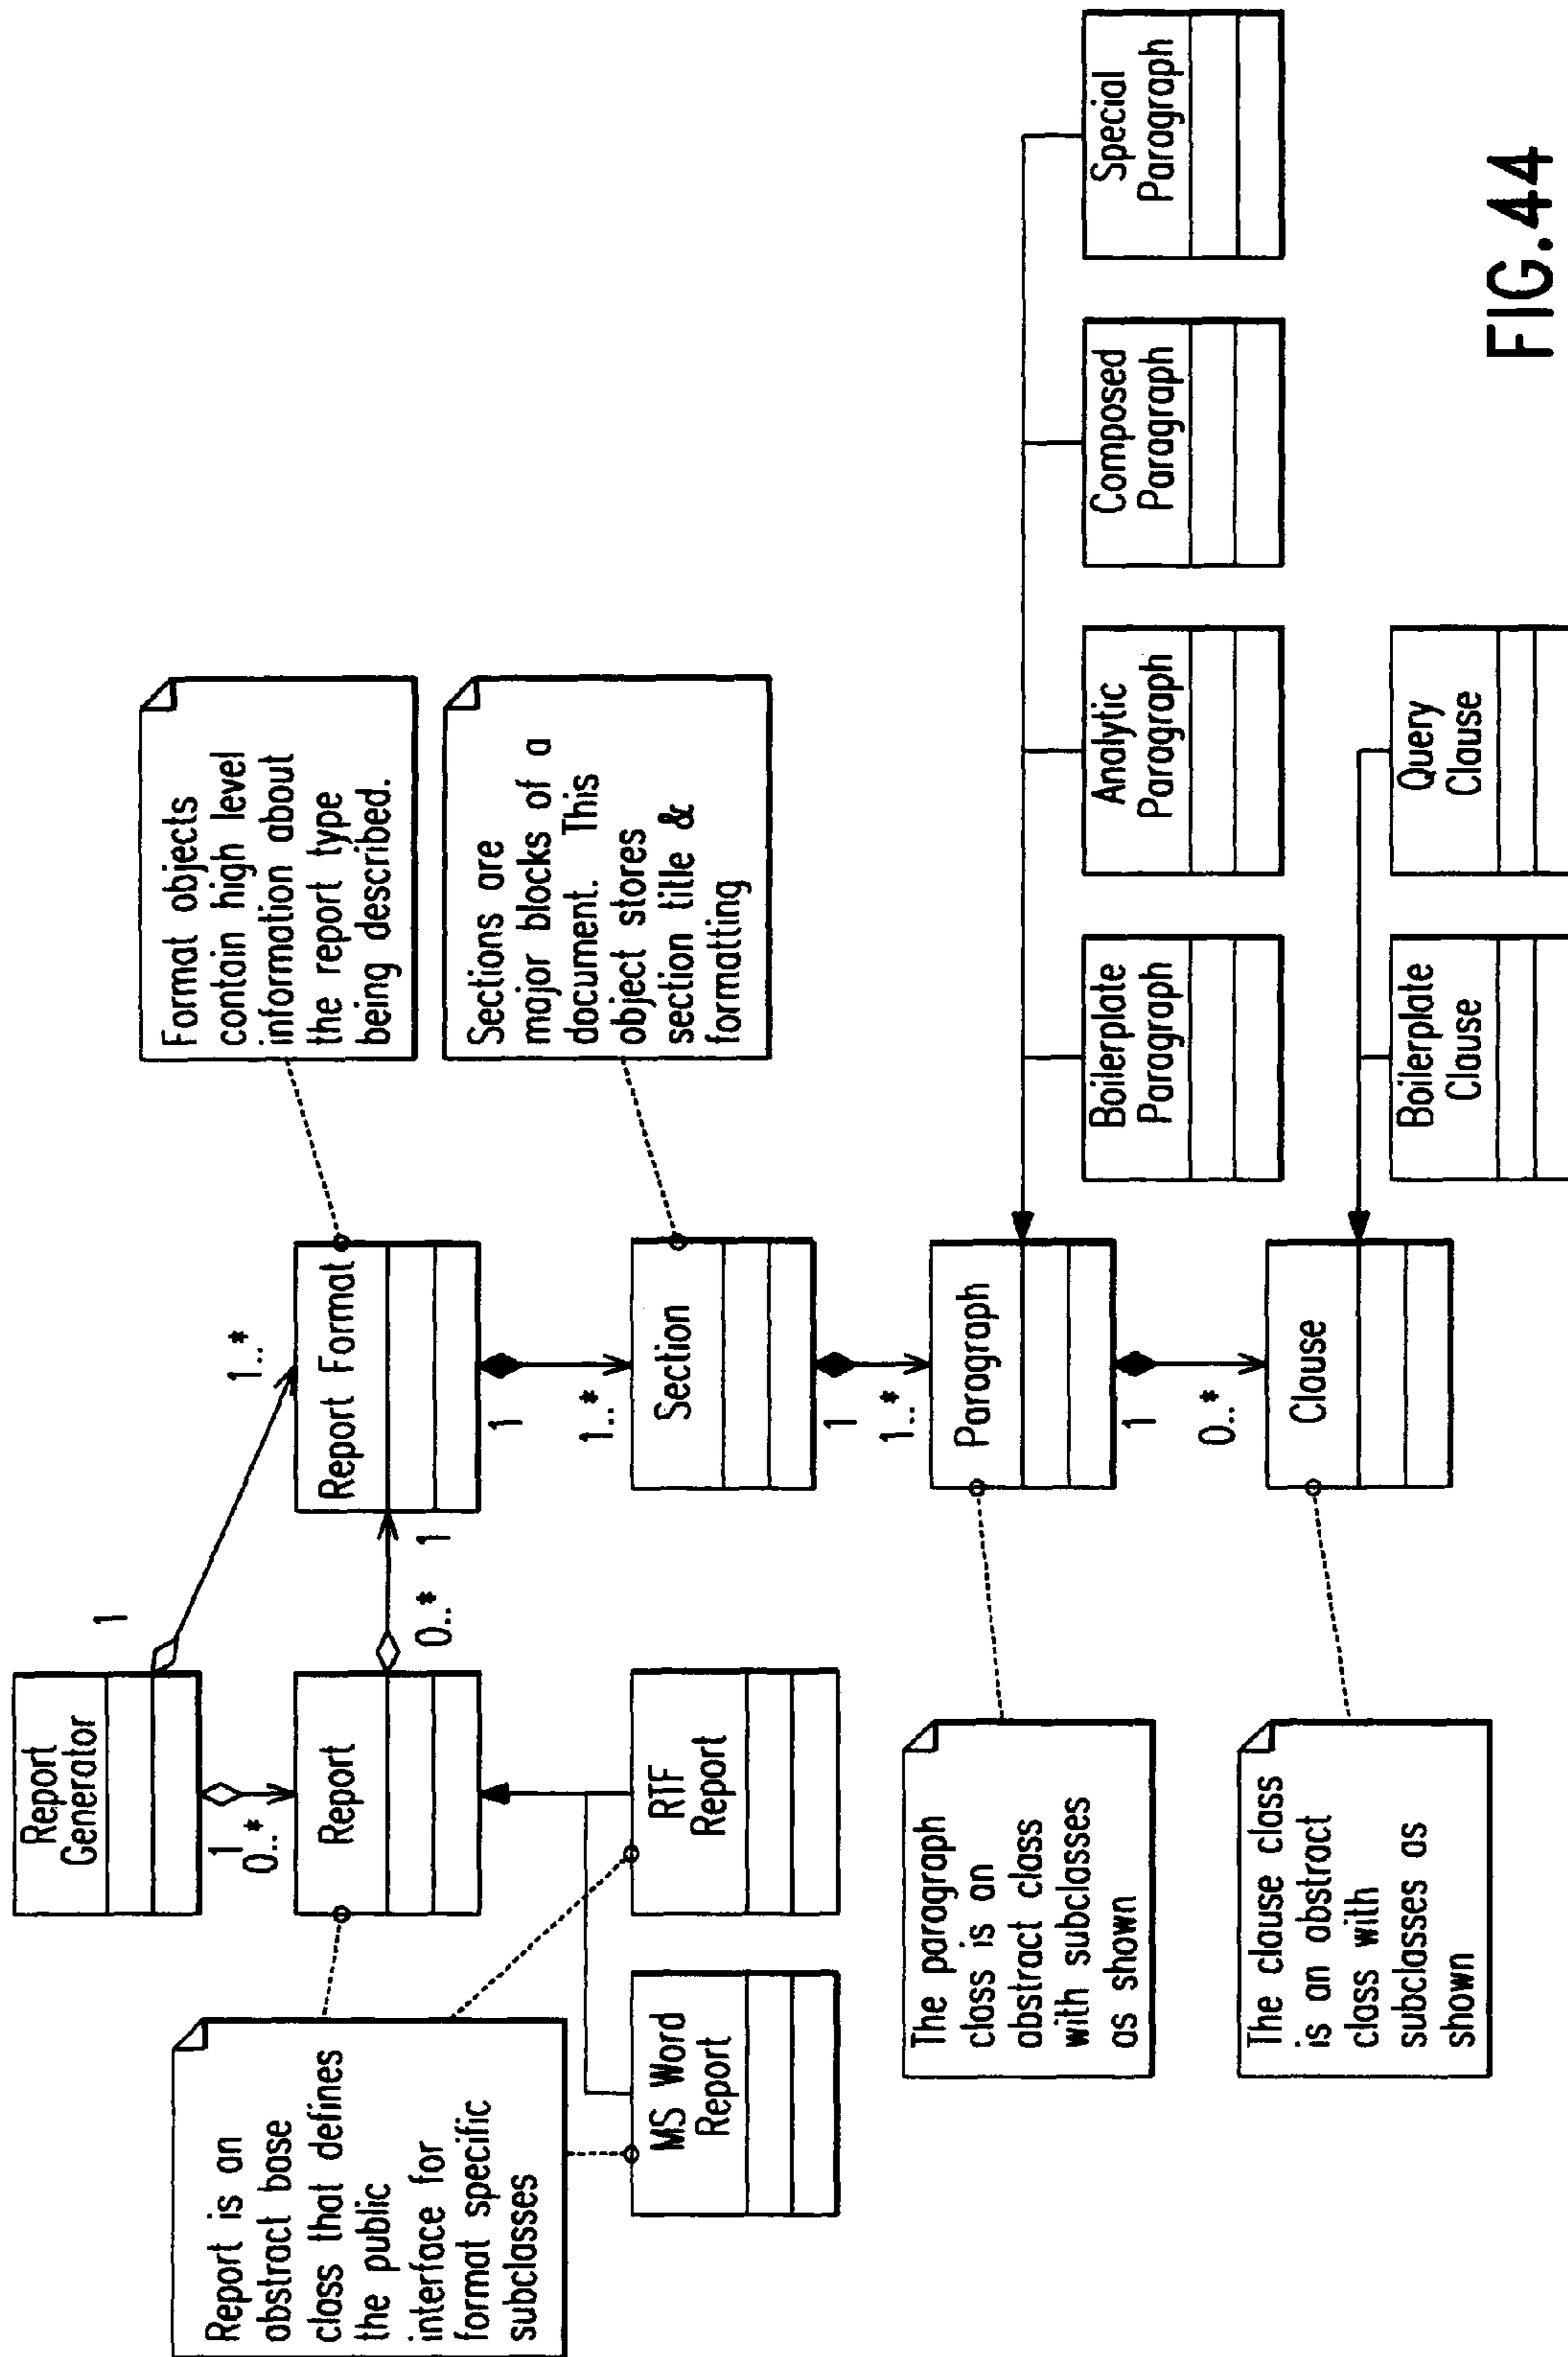 Report
Generator
1
1..*
1
0..*
Report is an
abstract base
class that defines
the public
interface for
format specific
subclasses
Report
0..*
1
Report Format
Format objects
contain high level
information about
the report type
being described.
1
1..*
MS Word
Report
RTF
Report
Section
Sections are
major blocks of a
document. This
object stores
section title &
formatting
1
1..*
The paragraph
class is an
abstract class
with subclasses
as shown
Paragraph
1
0..*
Boilerplate
Paragraph
Analytic
Paragraph
Composed
Paragraph
Special
Paragraph
The clause class
is an abstract
class with
subclasses as
shown
Clause
Boilerplate
Clause
Query
Clause
FIG.44